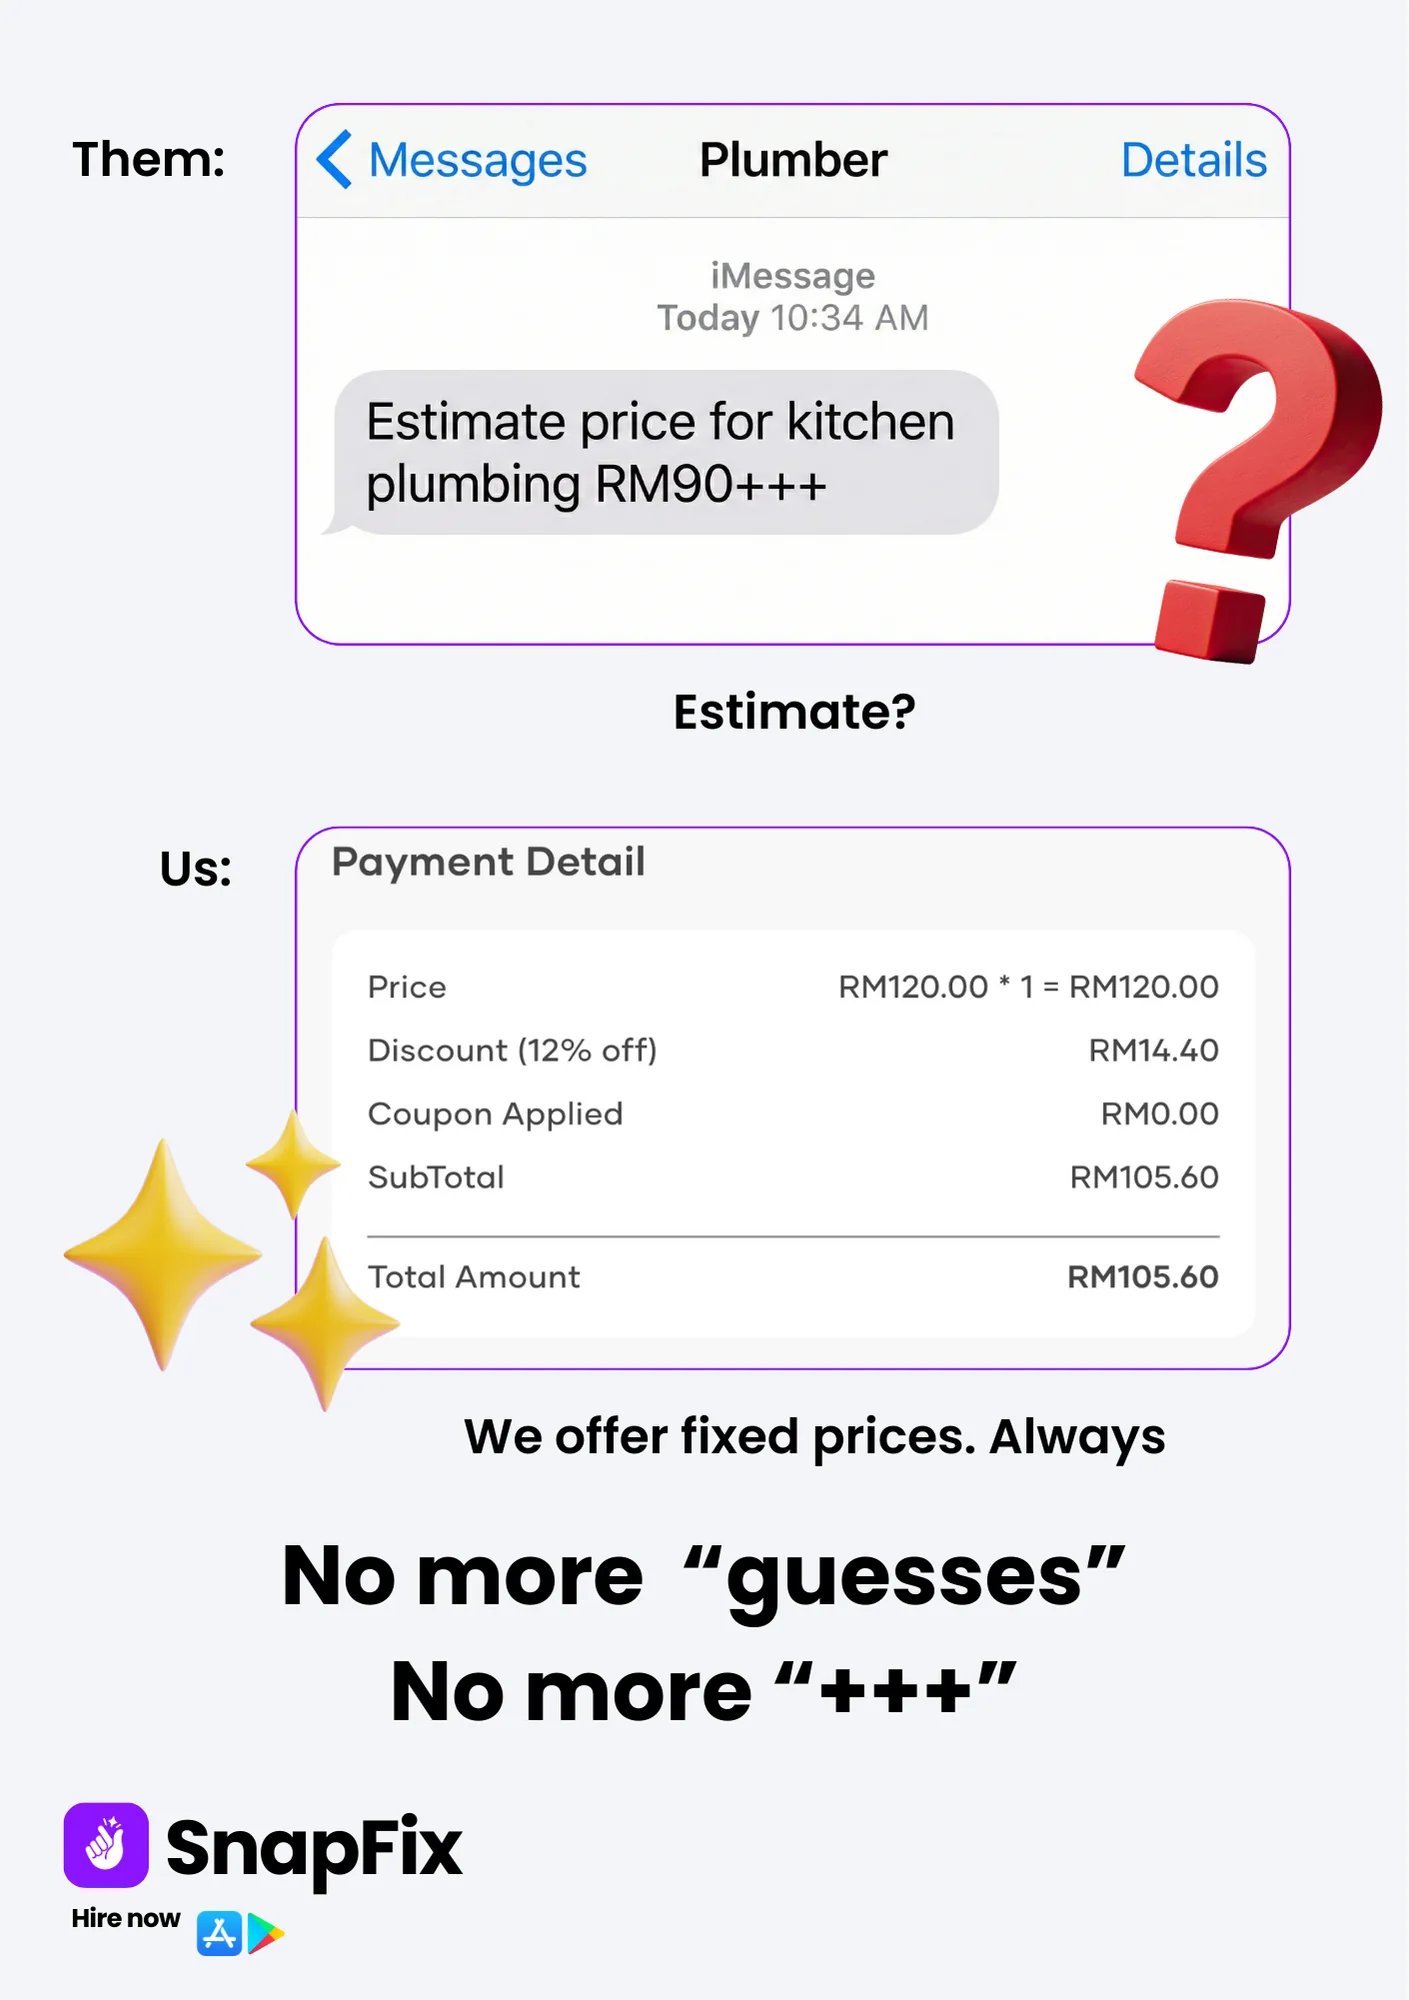 Them:
Messages
Plumber
Details
iMessage
Today 10:34 AM
Estimate price for kitchen
plumbing RM90+++
Estimate?
Us:
Payment Detail
Price RM120.00 * 1 = RM120.00
Discount (12% off) RM14.40
Coupon Applied RM0.00
SubTotal RM105.60
Total Amount RM105.60
We offer fixed prices. Always
No more “guesses”
No more “+++”
SnapFix
Hire now